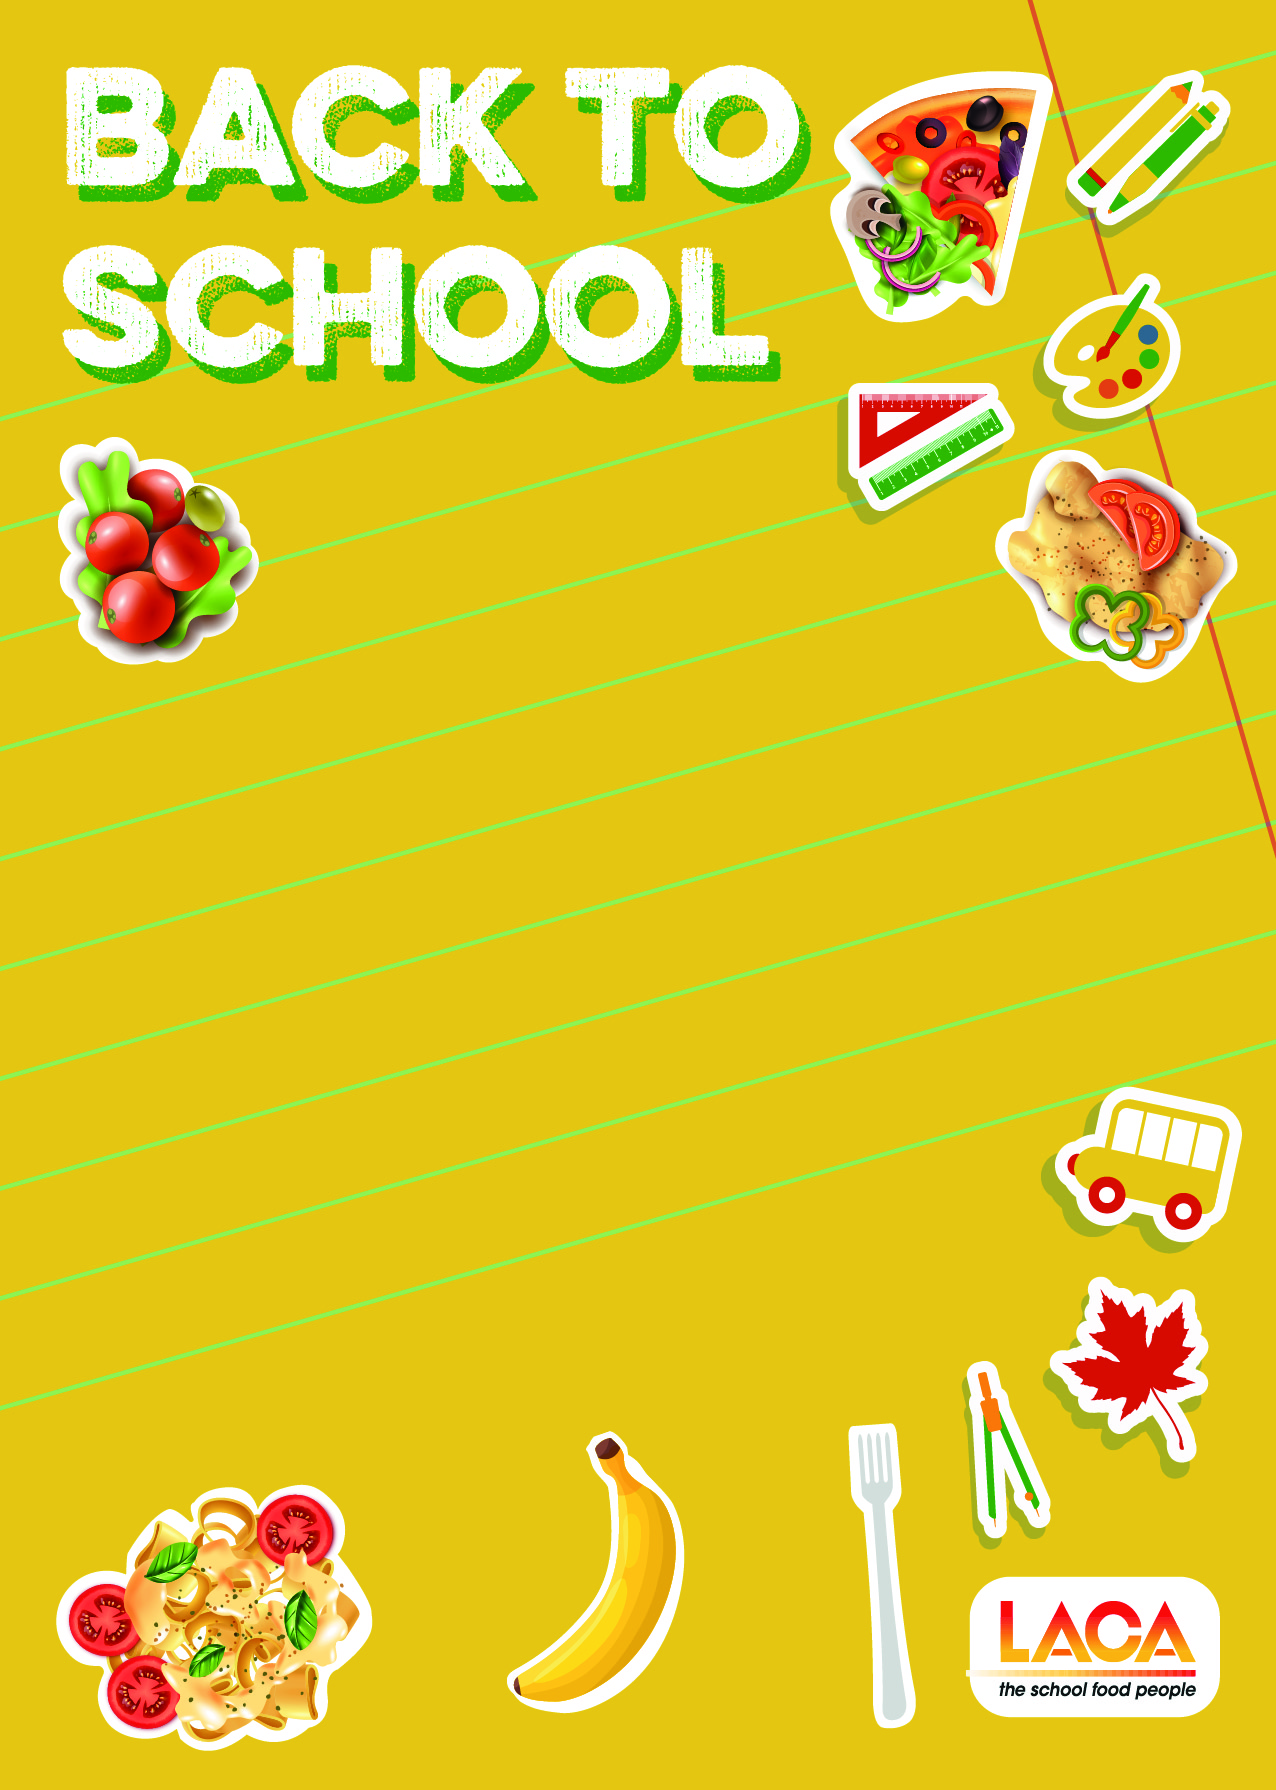 BACK TO
SCHOOL
LACA
the school food people